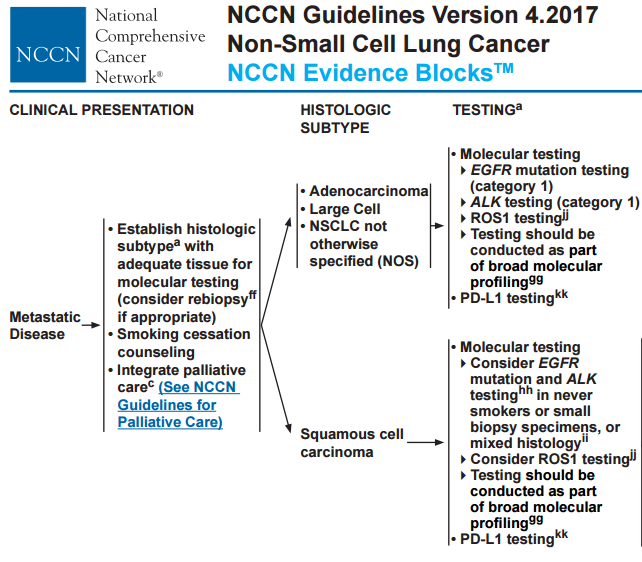 NCCN
National
Comprehensive
Cancer
Network®
NCCN Guidelines Version 4.2017
Non-Small Cell Lung Cancer
NCCN Evidence Blocks™
CLINICAL PRESENTATION
HISTOLOGIC
SUBTYPE
TESTINGa
Metastatic
Disease
• Establish histologic
subtypea with
adequate tissue for
molecular testing
(consider rebiopsyff
if appropriate)
• Smoking cessation
counseling
• Integrate palliative
carec (See NCCN
Guidelines for
Palliative Care)
• Adenocarcinoma
• Large Cell
• NSCLC not
otherwise
specified (NOS)
• Molecular testing
▸ EGFR mutation testing
(category 1)
▸ ALK testing (category 1)
▸ ROS1 testingjj
▸ Testing should be
conducted as part
of broad molecular
profilinggg
• PD-L1 testingkk
Squamous cell
carcinoma
• Molecular testing
▸ Consider EGFR
mutation and ALK
testinghh in never
smokers or small
biopsy specimens, or
mixed histologyii
▸ Consider ROS1 testingjj
▸ Testing should be
conducted as part
of broad molecular
profilinggg
• PD-L1 testingkk